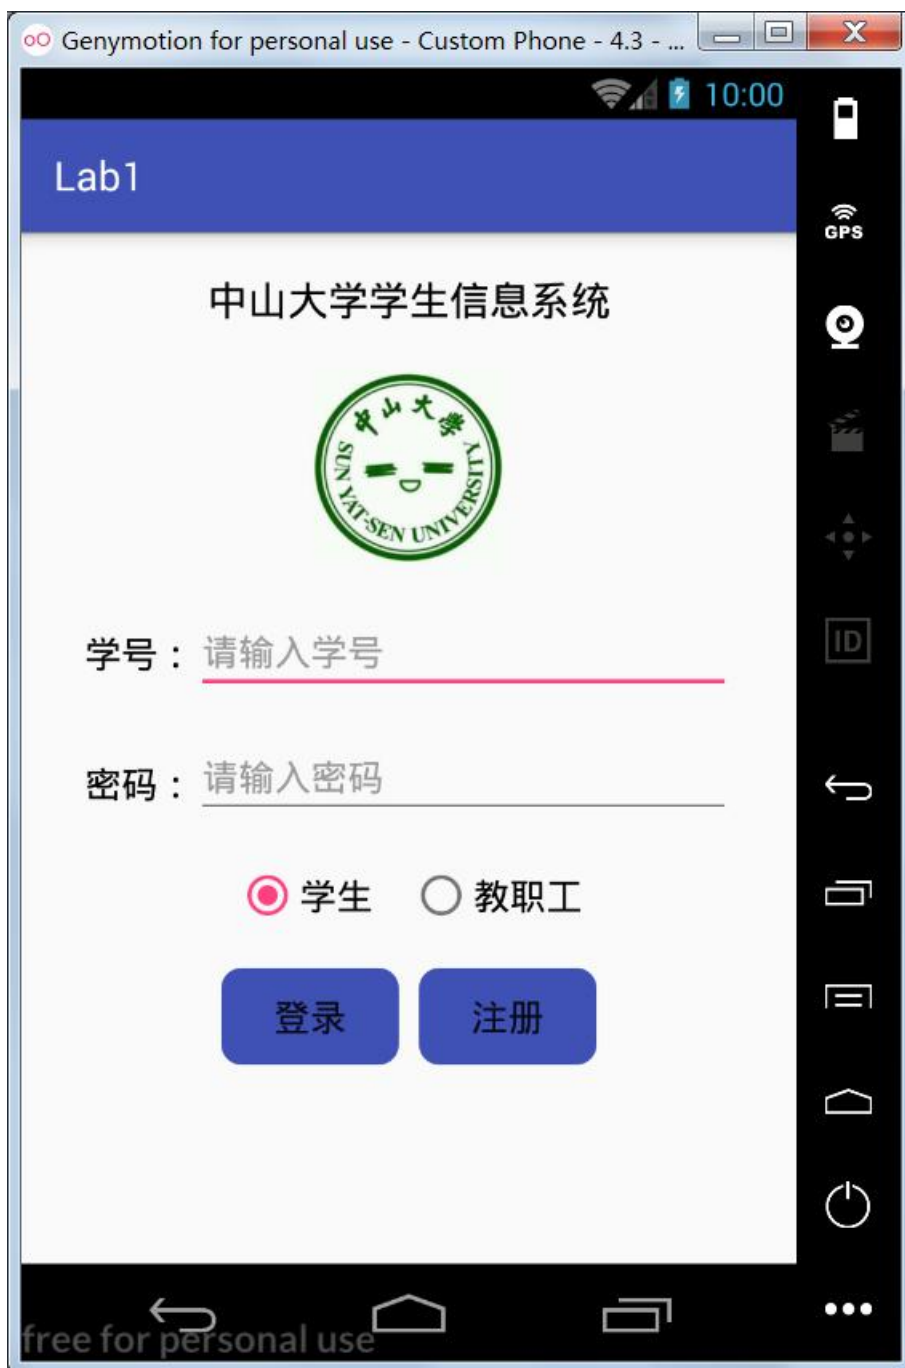 Genymotion for personal use - Custom Phone - 4.3 - ...
10:00
Lab1
GPS
中山大学学生信息系统
中山大学
SUN YAT-SEN UNIVERSITY
ID
学号： 请输入学号
密码： 请输入密码
学生 教职工
登录 注册
free for personal use